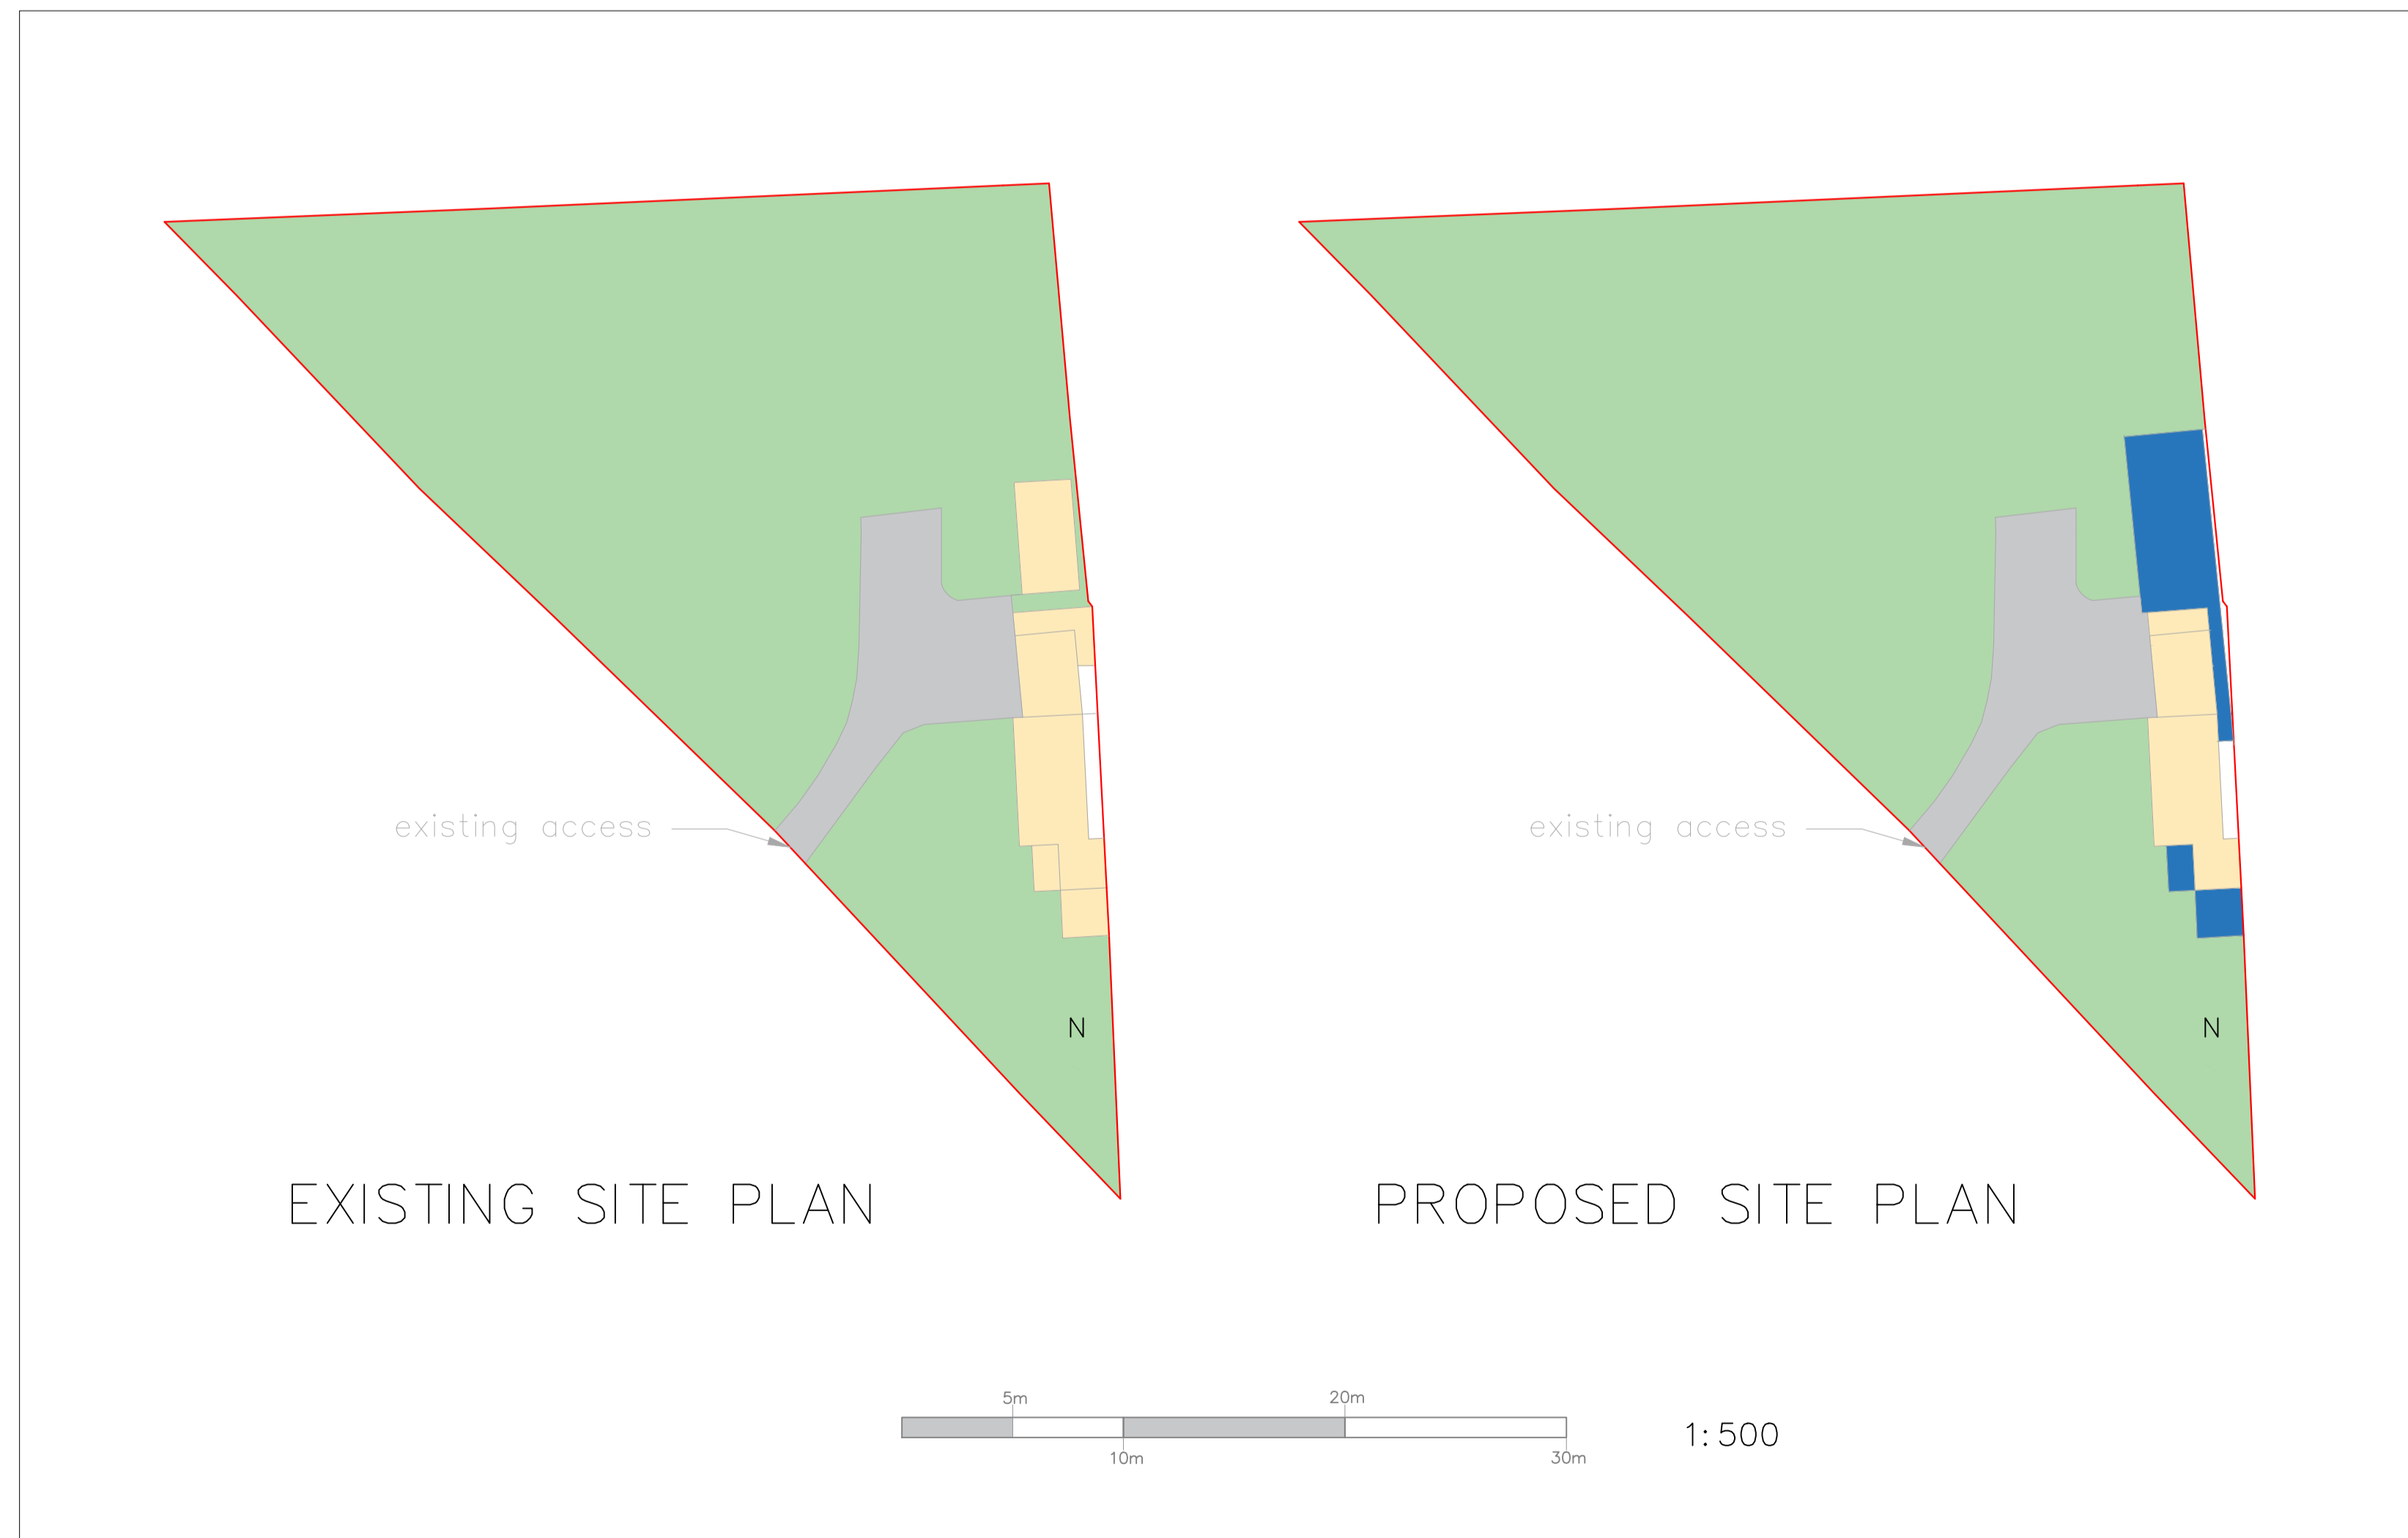 existing access
existing access
N
N
EXISTING SITE PLAN
PROPOSED SITE PLAN
5m
20m
1:500
10m
30m